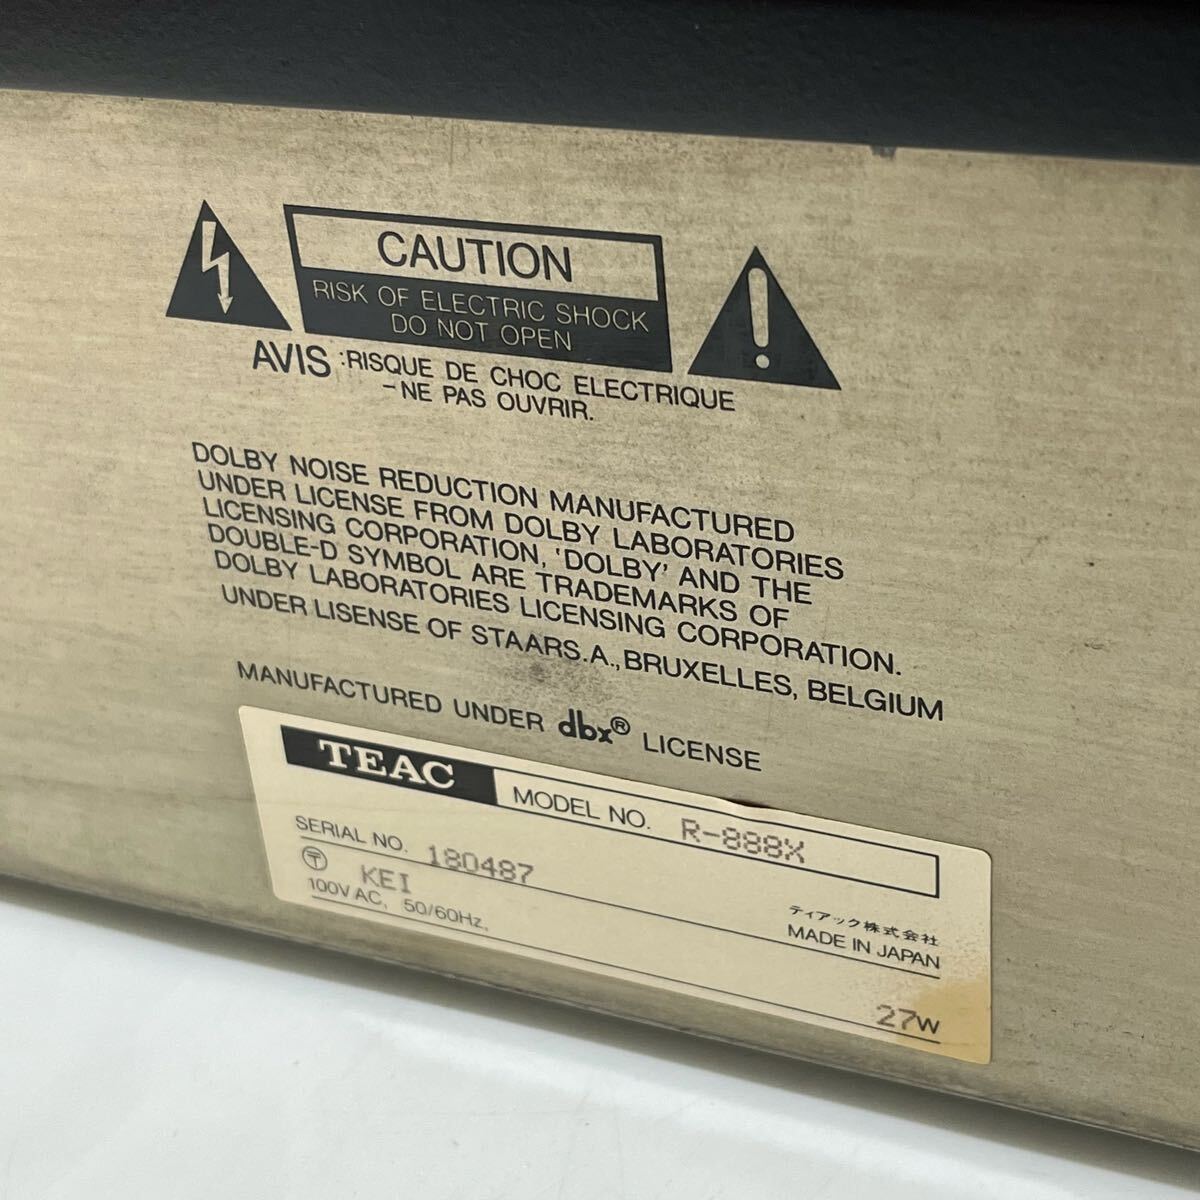 CAUTION
RISK OF ELECTRIC SHOCK
DO NOT OPEN
AVIS :RISQUE DE CHOC ELECTRIQUE
-NE PAS OUVRIR.
DOLBY NOISE REDUCTION MANUFACTURED
UNDER LICENSE FROM DOLBY LABORATORIES
LICENSING CORPORATION, 'DOLBY' AND THE
DOUBLE-D SYMBOL ARE TRADEMARKS OF
DOLBY LABORATORIES LICENSING CORPORATION.
UNDER LISENSE OF STAARS.A.,BRUXELLES, BELGIUM
MANUFACTURED UNDER dbx® LICENSE
TEAC MODEL NO. R-888X
SERIAL NO. 180487
〶 KEI
100V AC, 50/60Hz,
ティアック株式会社
MADE IN JAPAN
27W